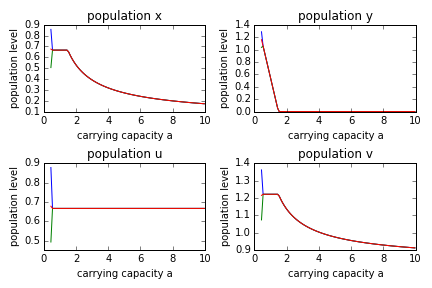 population x
population level
0.9
0.8
0.7
0.6
0.5
0.4
0.3
0.2
0.1
0 2 4 6 8 10
carrying capacity a
population y
population level
1.4
1.2
1.0
0.8
0.6
0.4
0.2
0.0
0 2 4 6 8 10
carrying capacity a
population u
population level
0.9
0.8
0.7
0.6
0.5
0 2 4 6 8 10
carrying capacity a
population v
population level
1.4
1.3
1.2
1.1
1.0
0.9
0 2 4 6 8 10
carrying capacity a